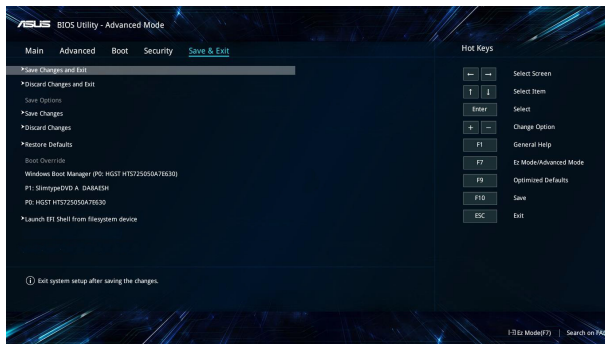 ASUS BIOS Utility - Advanced Mode
Main Advanced Boot Security Save & Exit
Save Changes and Exit
Discard Changes and Exit
Save Options
Save Changes
Discard Changes
Restore Defaults
Boot Override
Windows Boot Manager (P0: HGST HTS725050A7E630)
P1: SlimtypeDVD A DA8AESH
P0: HGST HTS725050A7E630
Launch EFI Shell from filesystem device
Exit system setup after saving the changes.
Hot Keys
← → Select Screen
↑ ↓ Select Item
Enter Select
+ − Change Option
F1 General Help
F7 Ez Mode/Advanced Mode
F9 Optimized Defaults
F10 Save
ESC Exit
Ez Mode(F7) | Search on FAQ